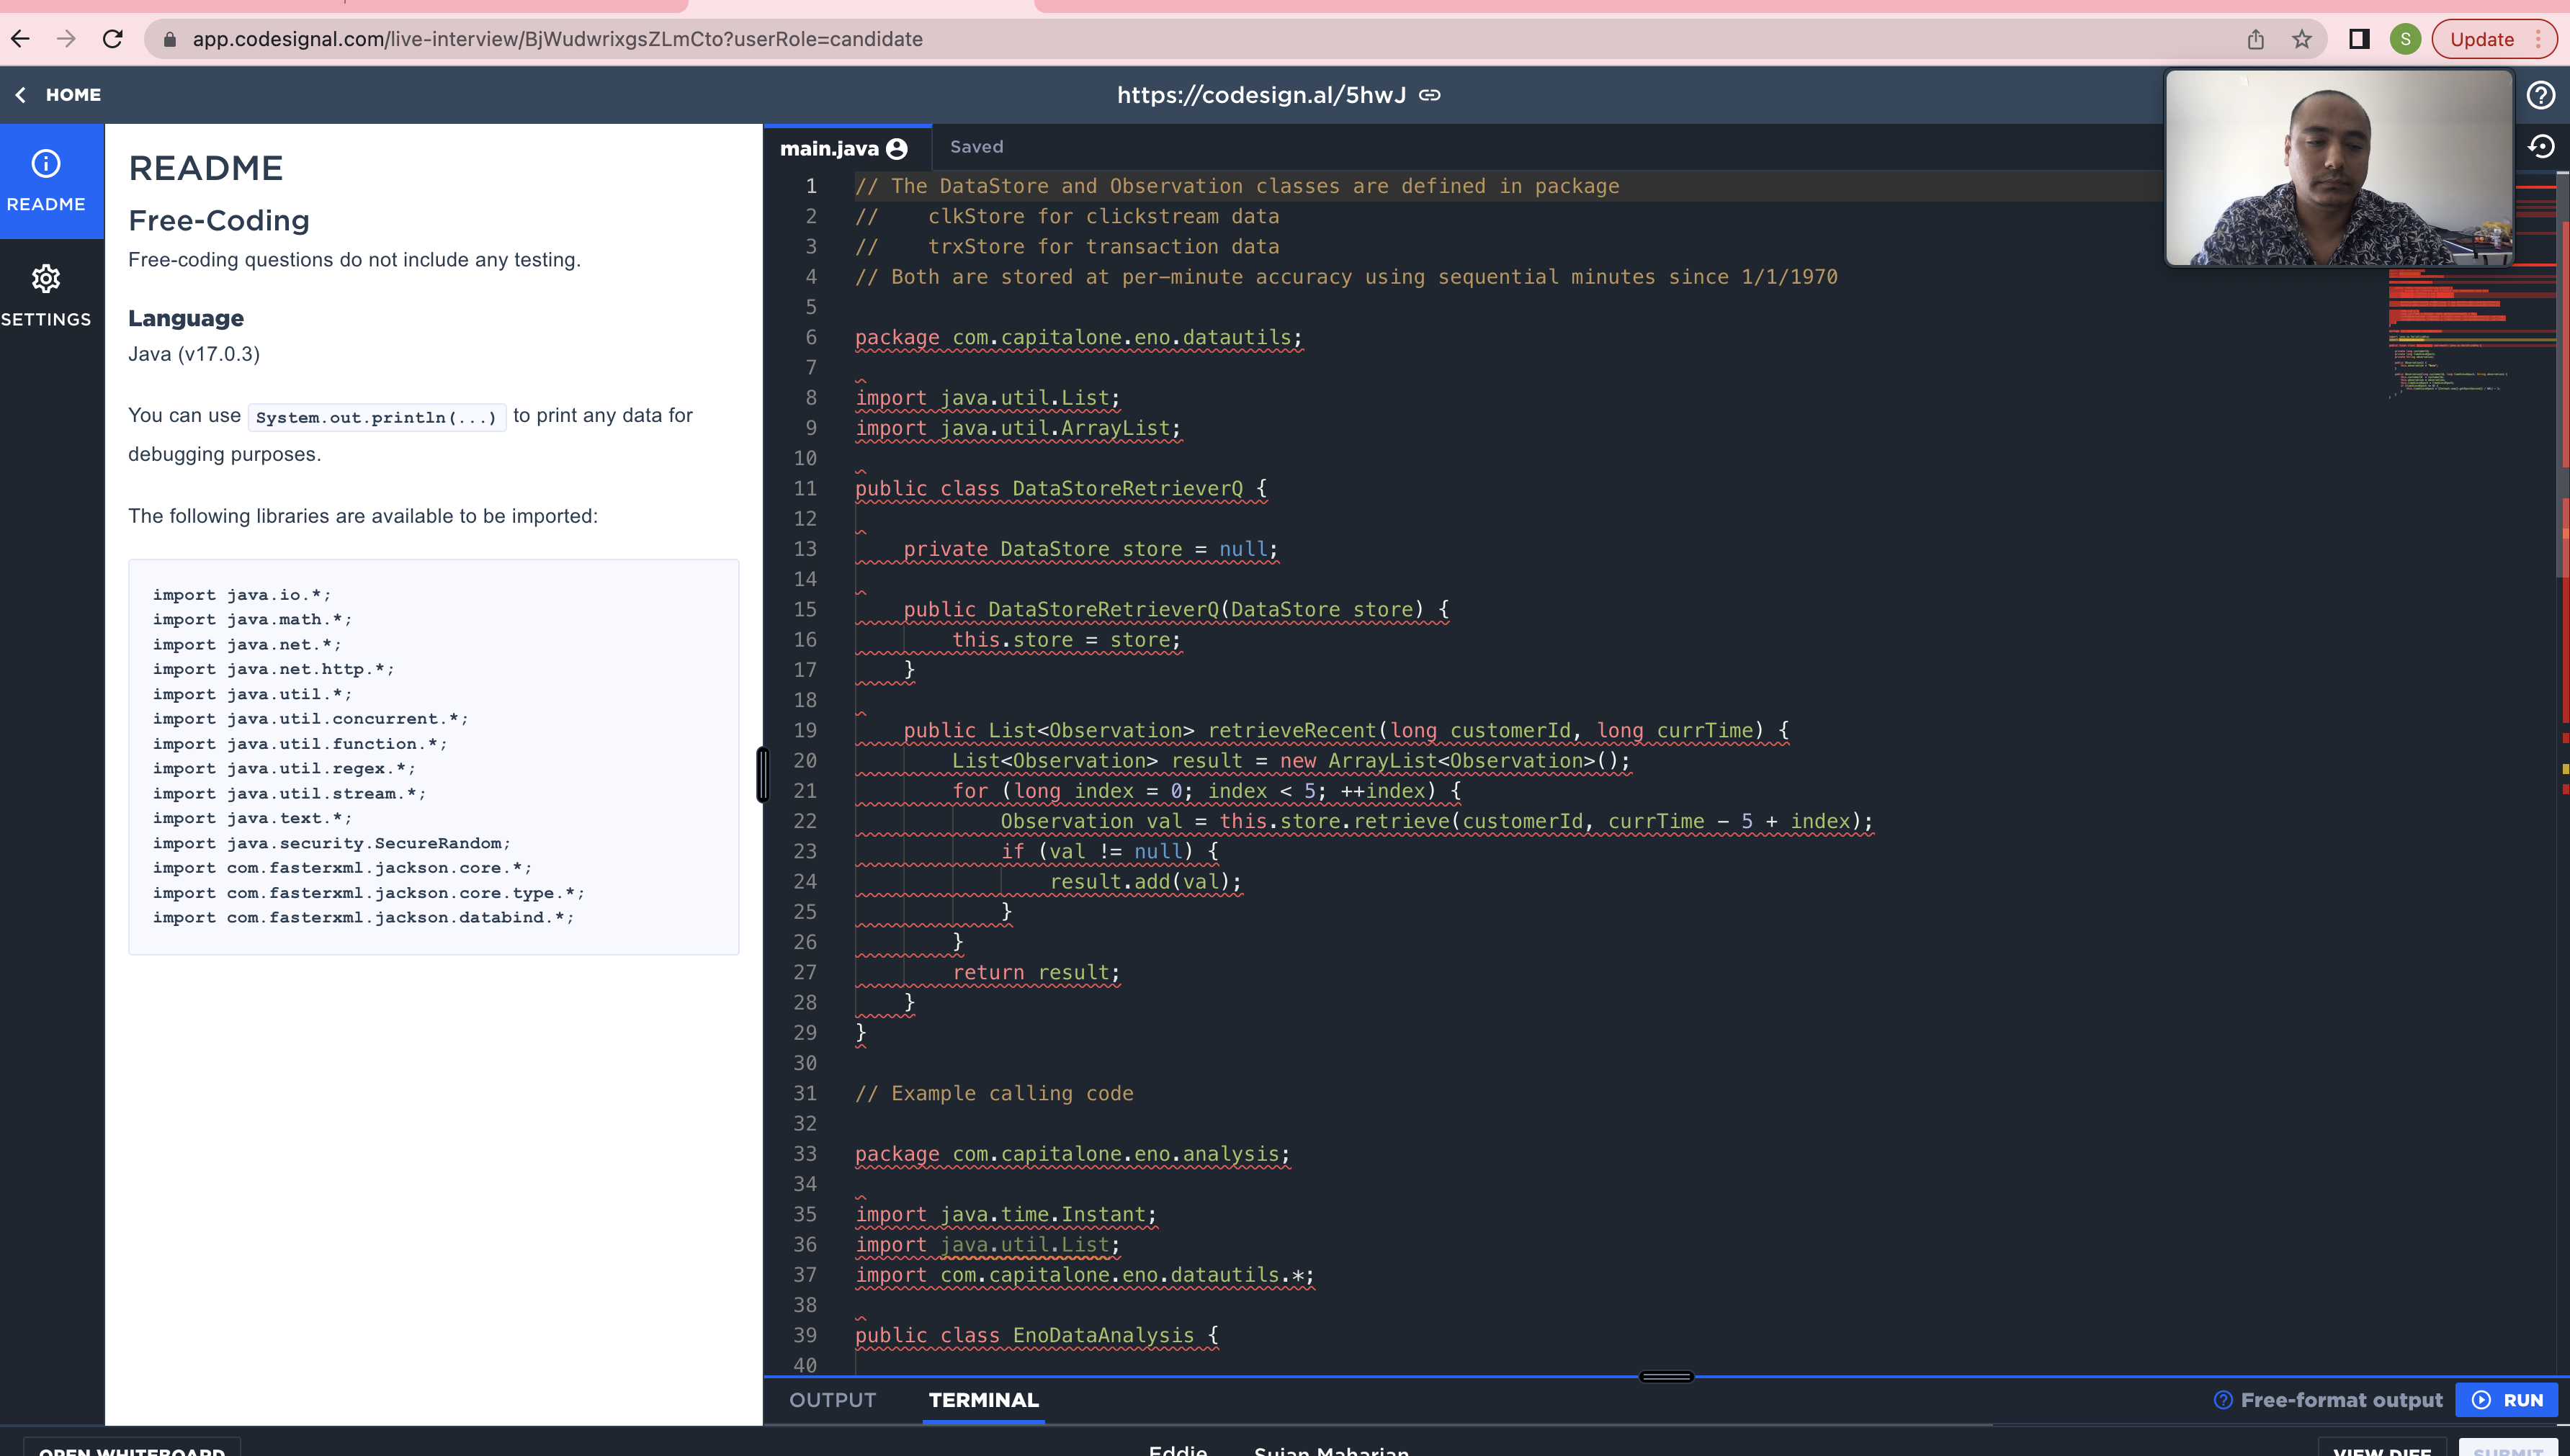 app.codesignal.com/live-interview/BjWudwrixgsZLmCto?userRole=candidate
S
Update
HOME
https://codesign.al/5hwJ
README
SETTINGS
README
Free-Coding
Free-coding questions do not include any testing.
Language
Java (v17.0.3)
You can use System.out.println(...) to print any data for
debugging purposes.
The following libraries are available to be imported:
import java.io.*;
import java.math.*;
import java.net.*;
import java.net.http.*;
import java.util.*;
import java.util.concurrent.*;
import java.util.function.*;
import java.util.regex.*;
import java.util.stream.*;
import java.text.*;
import java.security.SecureRandom;
import com.fasterxml.jackson.core.*;
import com.fasterxml.jackson.core.type.*;
import com.fasterxml.jackson.databind.*;
main.java
Saved
1 // The DataStore and Observation classes are defined in package
2 //    clkStore for clickstream data
3 //    trxStore for transaction data
4 // Both are stored at per-minute accuracy using sequential minutes since 1/1/1970
5
6 package com.capitalone.eno.datautils;
7
8 import java.util.List;
9 import java.util.ArrayList;
10
11 public class DataStoreRetrieverQ {
12
13     private DataStore store = null;
14
15     public DataStoreRetrieverQ(DataStore store) {
16         this.store = store;
17     }
18
19     public List<Observation> retrieveRecent(long customerId, long currTime) {
20         List<Observation> result = new ArrayList<Observation>();
21         for (long index = 0; index < 5; ++index) {
22             Observation val = this.store.retrieve(customerId, currTime - 5 + index);
23             if (val != null) {
24                 result.add(val);
25             }
26         }
27         return result;
28     }
29 }
30
31 // Example calling code
32
33 package com.capitalone.eno.analysis;
34
35 import java.time.Instant;
36 import java.util.List;
37 import com.capitalone.eno.datautils.*;
38
39 public class EnoDataAnalysis {
40
OUTPUT
TERMINAL
Free-format output
RUN
OPEN WHITEBOARD
Eddie
Sujan Maharjan
VIEW DIFF
SUBMIT